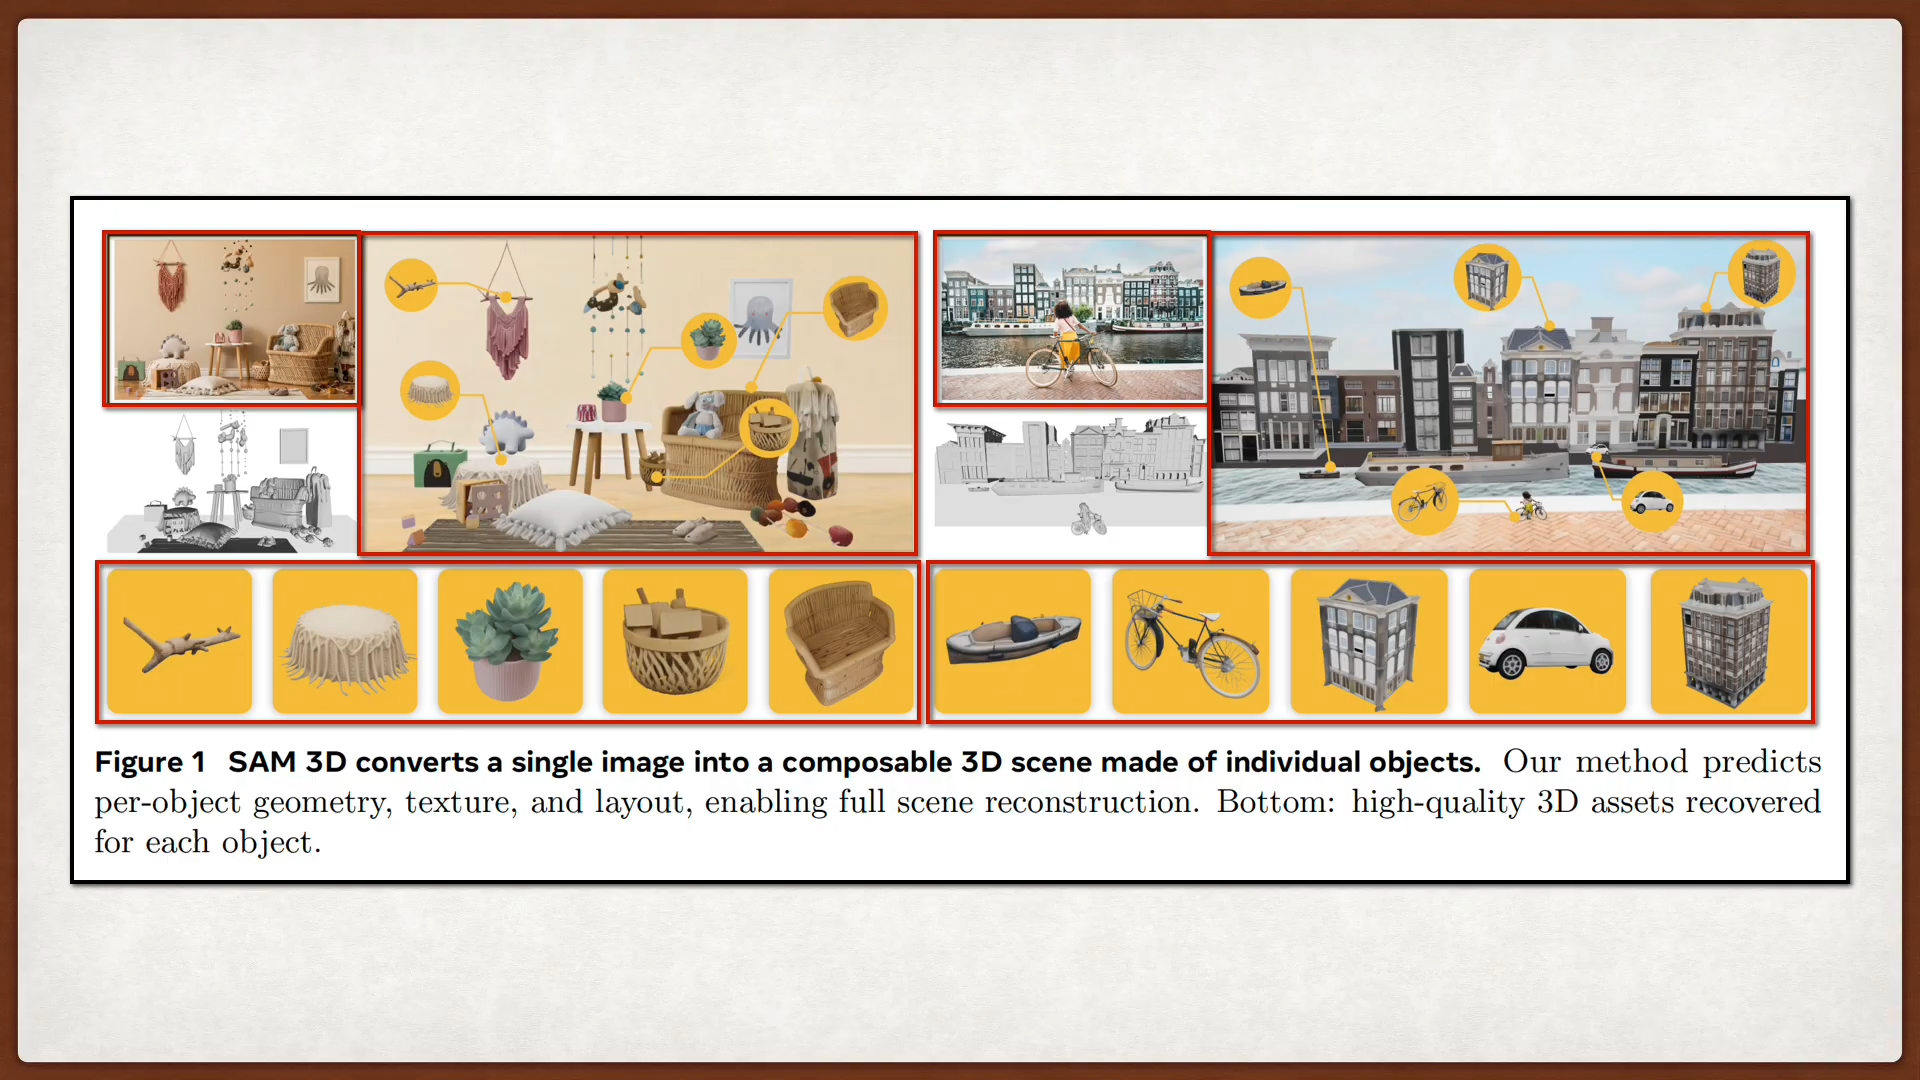 Figure 1 SAM 3D converts a single image into a composable 3D scene made of individual objects. Our method predicts
per-object geometry, texture, and layout, enabling full scene reconstruction. Bottom: high-quality 3D assets recovered
for each object.